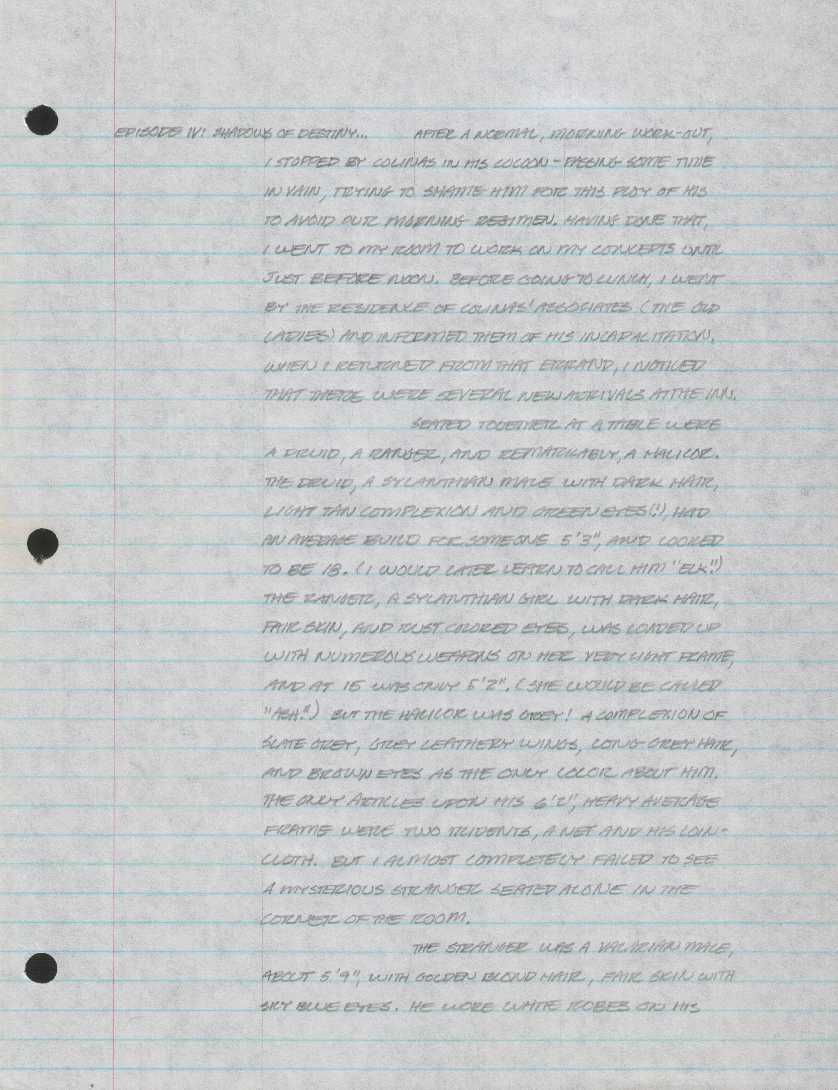 EPISODE IV: SHADOWS OF DESTINY... AFTER A NORMAL, MORNING WORK-OUT,
I STOPPED BY COLINAS IN HIS COCOON - PASSING SOME TIME
IN VAIN, TRYING TO SHAME HIM FOR THIS PLOY OF HIS
TO AVOID OUR MORNING REGIMEN. HAVING DONE THAT,
I WENT TO MY ROOM TO WORK ON MY CONCEPTS UNTIL
JUST BEFORE NOON. BEFORE GOING TO LUNCH, I WENT
BY THE RESIDENCE OF COLINAS' ASSOCIATES (THE OLD
LADIES) AND INFORMED THEM OF HIS INCAPACITATION.
WHEN I RETURNED FROM THAT ERRAND, I NOTICED
THAT THERE WERE SEVERAL NEW ARRIVALS AT THE INN.
SEATED TOGETHER AT A TABLE WERE
A DRUID, A RANGER, AND REMARKABLY, A HALICOR.
THE DRUID, A SYLANTHIAN MALE WITH DARK HAIR,
LIGHT TAN COMPLEXION AND GREEN EYES(!), HAD
AN AVERAGE BUILD FOR SOMEONE 5'3", AND LOOKED
TO BE 18. (I WOULD LATER LEARN TO CALL HIM "ELK".)
THE RANGER, A SYLANTHIAN GIRL WITH DARK HAIR,
FAIR SKIN, AND RUST COLORED EYES, WAS LOADED UP
WITH NUMEROUS WEAPONS ON HER VERY LIGHT FRAME,
AND AT 15 WAS ONLY 5'2". (SHE WOULD BE CALLED
"ASH".) BUT THE HALICOR WAS GREY! A COMPLEXION OF
SLATE GREY, GREY LEATHERY WINGS, LONG GREY HAIR,
AND BROWN EYES AS THE ONLY COLOR ABOUT HIM.
THE ONLY ARTICLES UPON HIS 6'2", HEAVY AVERAGE
FRAME WERE TWO TRIDENTS, A NET AND HIS LOIN-
CLOTH. BUT I ALMOST COMPLETELY FAILED TO SEE
A MYSTERIOUS STRANGER SEATED ALONE IN THE
CORNER OF THE ROOM.
THE STRANGER WAS A VALARIAN MALE,
ABOUT 5'9", WITH GOLDEN BLOND HAIR, FAIR SKIN WITH
SKY BLUE EYES. HE WORE WHITE ROBES ON HIS